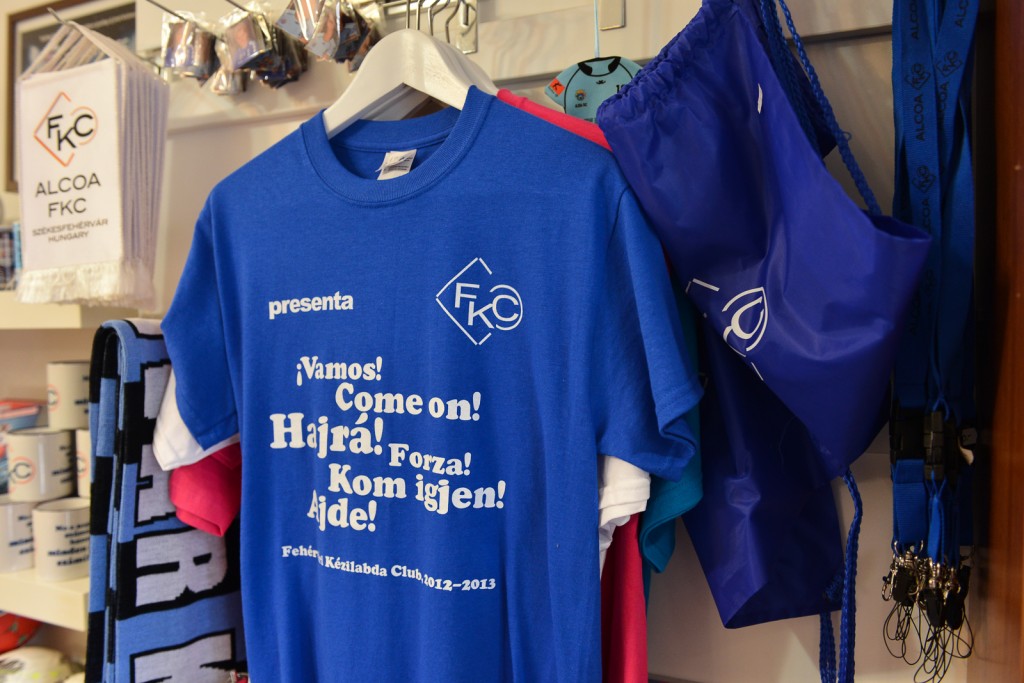 FKC
ALCOA
FKC
SZÉKESFEHÉRVÁR
HUNGARY
presenta
FKC
¡Vamos!
Come on!
Hajrá!
Forza!
Kom igjen!
Ajde!
Kézilabda Club, 2012–2013
ALCOA
ALCOA